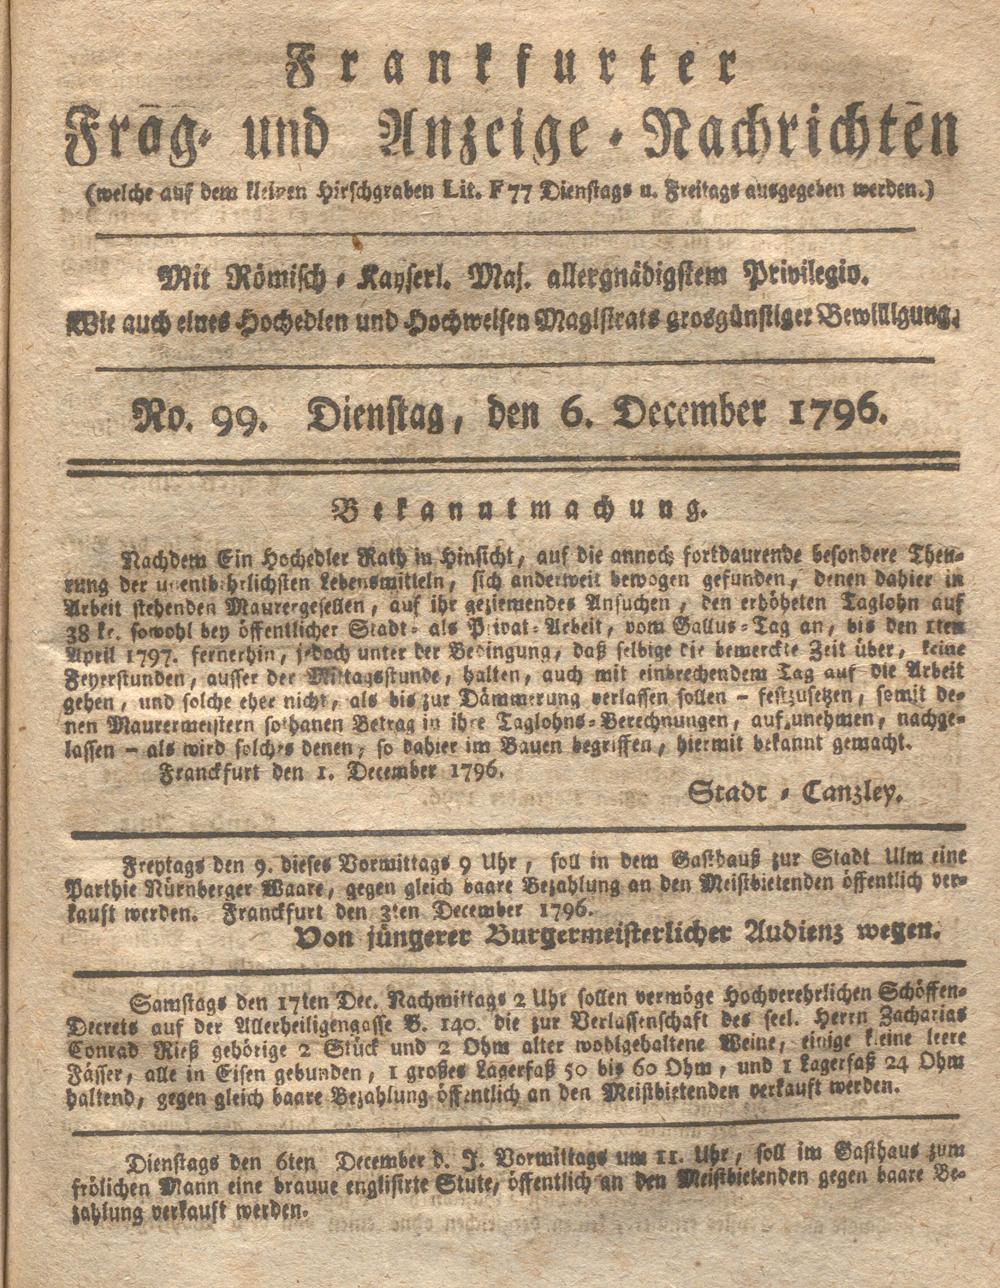 Frankfurter
Frag- und Anzeige-Nachrichten
(welche auf dem kleinen Hirschgraben Lit. F 77 Dienstags u. Freitags ausgegeben werden.)
Mit Römisch-Kayserl. Maj. allergnädigstem Privilegio.
Wie auch eines Hochedlen und Hochweisen Magistrats grosgünstiger Bewilligung.
No. 99. Dienstag, den 6. December 1796.
Bekanntmachung.
Nachdem Ein Hochedler Rath in Hinsicht, auf die annoch fortdaurende besondere Theu-
rung der unentbehrlichsten Lebensmitteln, sich anderweit bewogen gefunden, denen dahier in
Arbeit stehenden Maurergesellen, auf ihr geziemendes Ansuchen, den erhöheten Taglohn auf
38 kr. sowohl bey öffentlicher Stadt- als Privat-Arbeit, vom Gallus-Tag an, bis den 1ten
April 1797. fernerhin, jedoch unter der Bedingung, daß selbige die bemerckte Zeit über, keine
Feyerstunden, ausser der Mittagsstunde, halten, auch mit einbrechendem Tag auf die Arbeit
gehen, und solche eher nicht, als bis zur Dämmerung verlassen sollen – festzusetzen, somit de-
nen Maurermeistern sothanen Betrag in ihre Taglohns-Berechnungen, aufzunehmen, nachge-
lassen – als wird solches denen, so dahier im Bauen begriffen, hiermit bekannt gemacht.
Franckfurt den 1. December 1796.
Stadt-Canzley.
Freytags den 9. dieses Vormittags 9 Uhr, soll in dem Gasthauß zur Stadt Ulm eine
Parthie Nürnberger Waare, gegen gleich baare Bezahlung an den Meistbietenden öffentlich ver-
kauft werden. Franckfurt den 3ten December 1796.
Von jüngerer Burgermeisterlicher Audienz wegen.
Samstags den 17ten Dec. Nachmittags 2 Uhr sollen vermöge Hochverehrlichen Schöffen-
Decrets auf der Allerheiligengasse B. 140. die zur Verlassenschaft des seel. Herrn Zacharias
Conrad Rieß gehörige 2 Stück und 2 Ohm alter wohlgehaltene Weine, einige kleine leere
Fässer, alle in Eisen gebunden, 1 großes Lagerfaß 50 bis 60 Ohm, und 1 Lagerfaß 24 Ohm
haltend, gegen gleich baare Bezahlung öffentlich an den Meistbietenden verkauft werden.
Dienstags den 6ten December d. J. Vormittags um 11. Uhr, soll im Gasthaus zum
frölichen Mann eine brauue englisirte Stute, öffentlich an den Meistbietenden gegen baare Be-
zahlung verkauft werden.